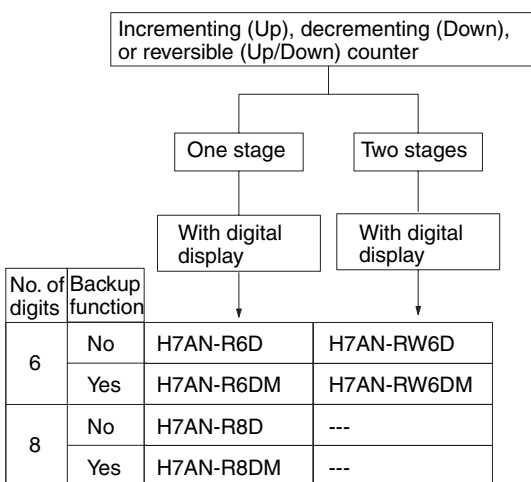 Incrementing (Up), decrementing (Down),
or reversible (Up/Down) counter
One stage
Two stages
With digital
display
With digital
display
No. of
digits
Backup
function
6
No
H7AN-R6D
H7AN-RW6D
Yes
H7AN-R6DM
H7AN-RW6DM
8
No
H7AN-R8D
---
Yes
H7AN-R8DM
---